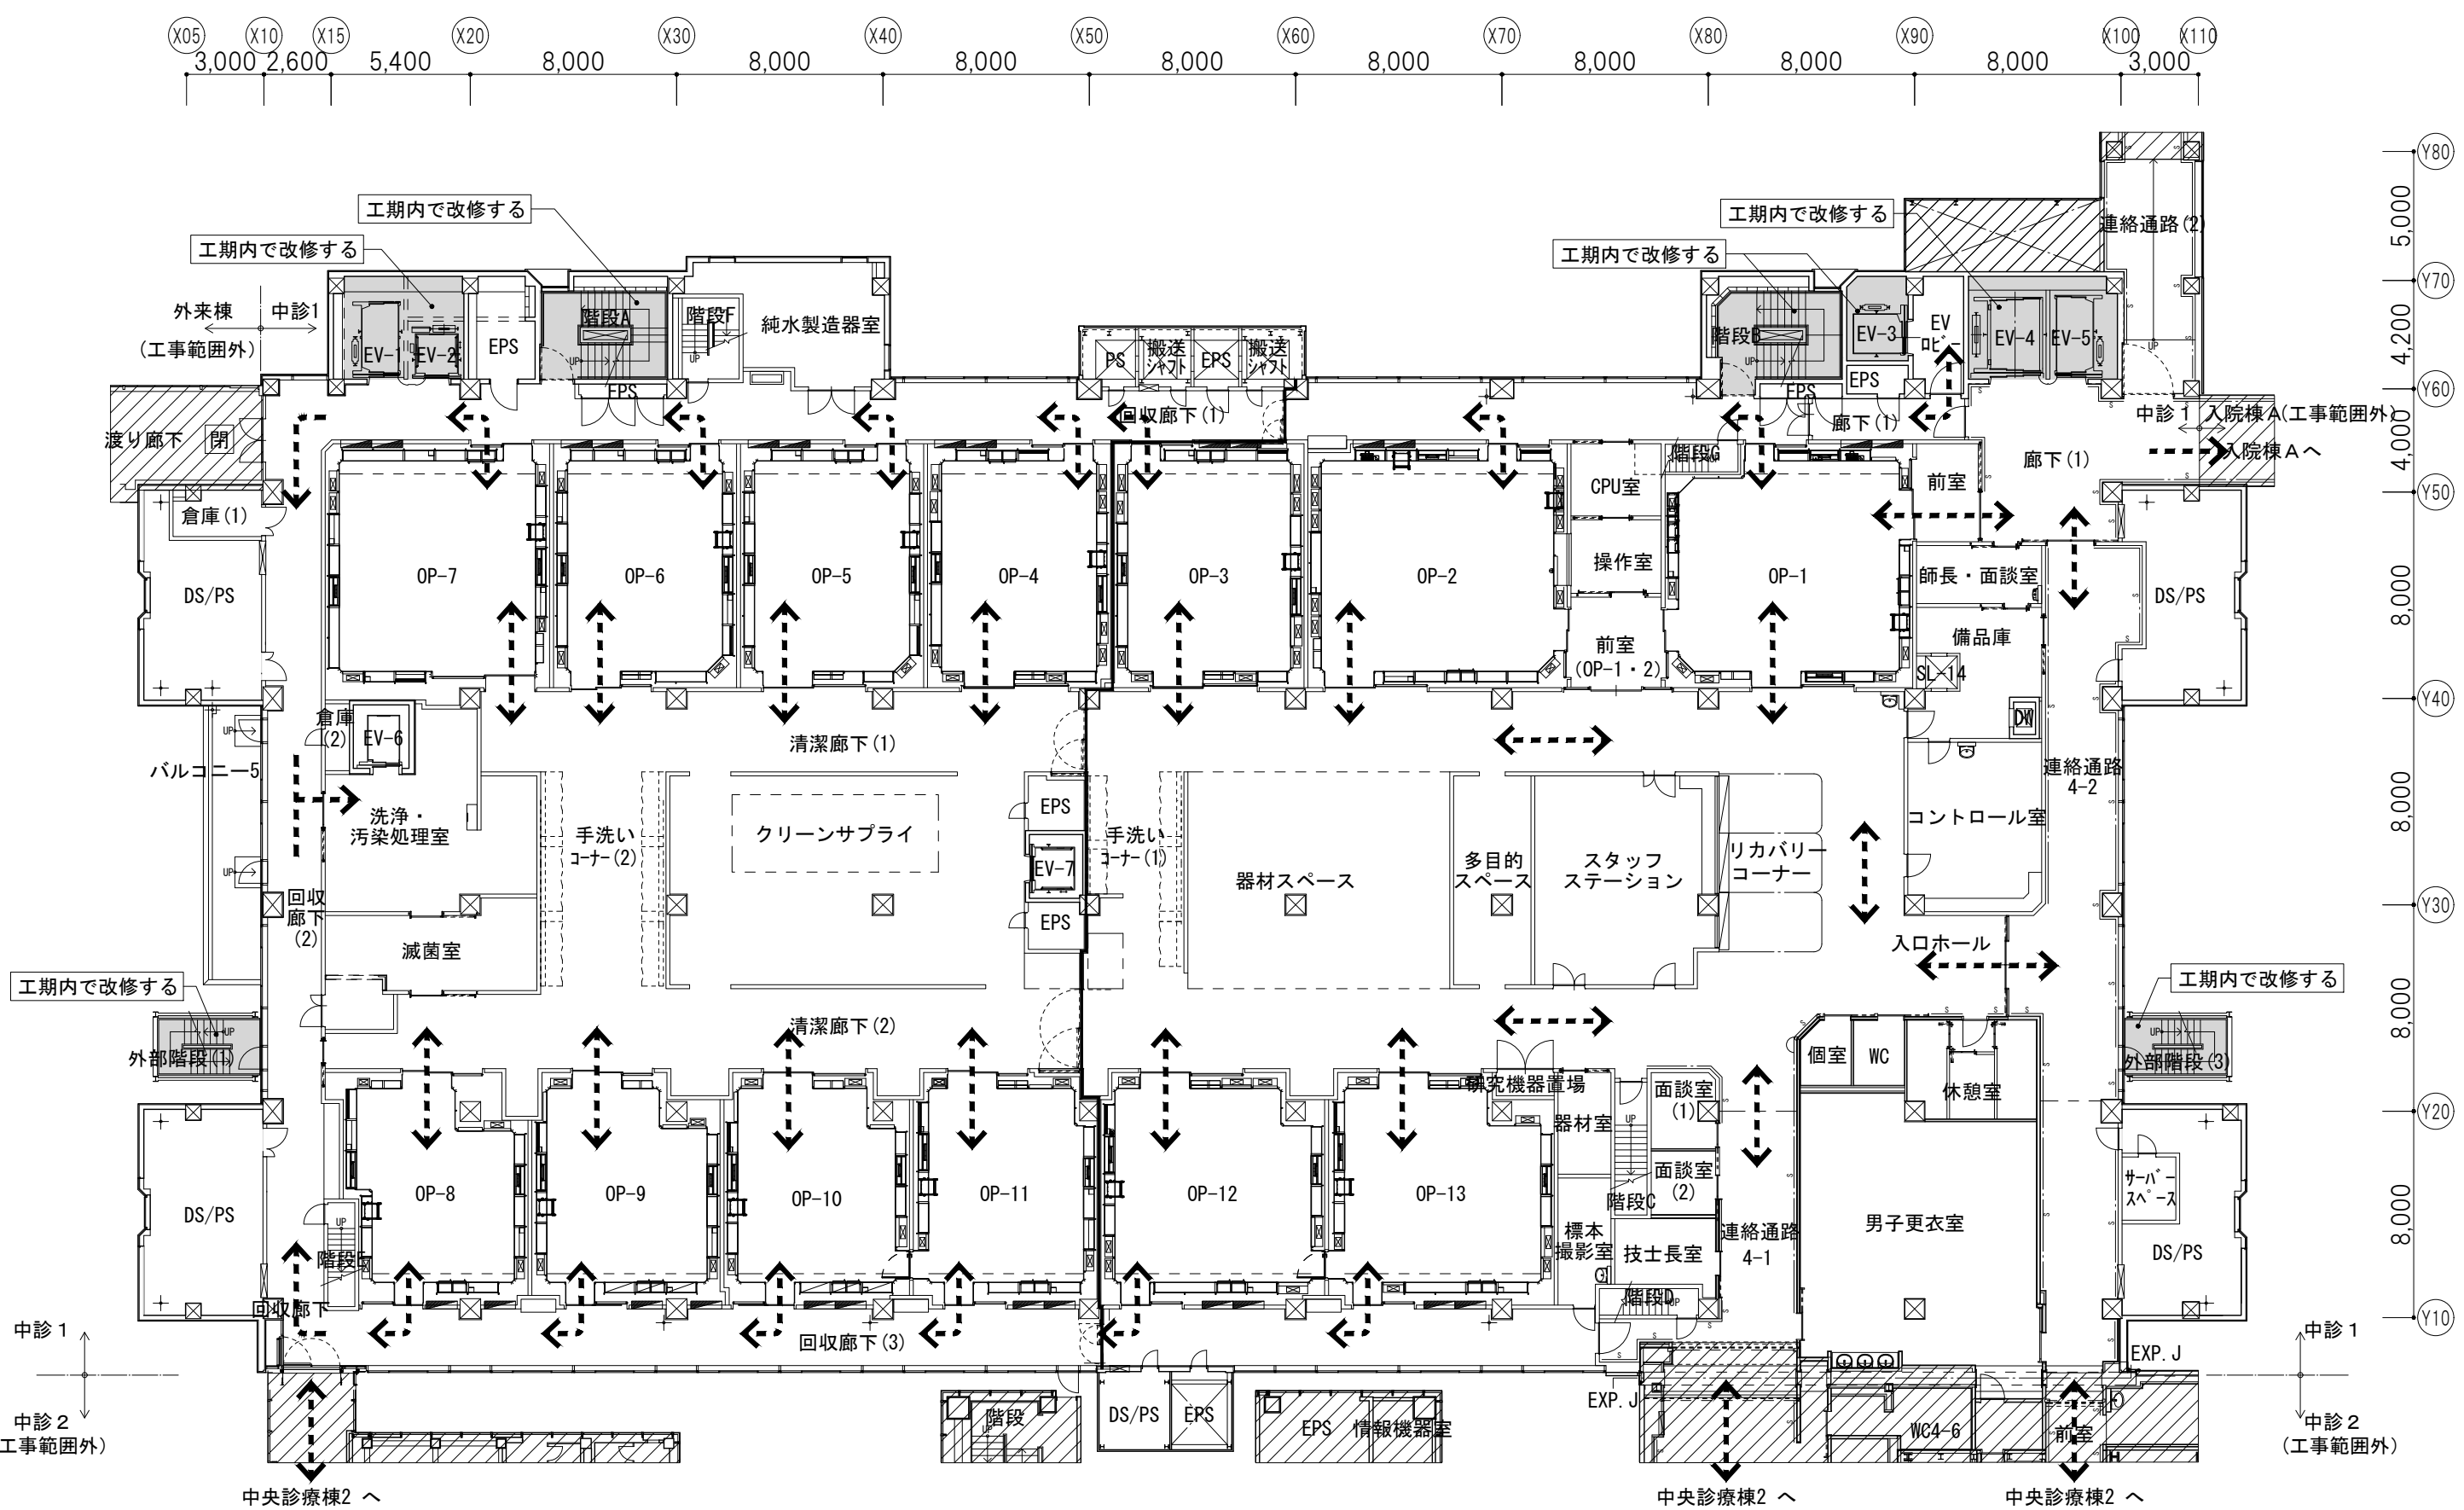 X05 X10 X15 X20 X30 X40 X50 X60 X70 X80 X90 X100 X110
3,000 2,600 5,400 8,000 8,000 8,000 8,000 8,000 8,000 8,000 8,000 3,000
Y80
5,000
Y70
4,200
Y60
4,000
Y50
8,000
Y40
8,000
Y30
8,000
Y20
8,000
Y10
工期内で改修する
工期内で改修する
工期内で改修する
工期内で改修する
連絡通路(2)
外来棟
中診1
(工事範囲外)
EV-1
EV-2
EPS
階段A
UP
EPS
階段F
UP
純水製造器室
PS
搬送
シャフト
EPS
搬送
シャフト
階段B
UP
EPS
EV-3
EPS
EV
ロビー
EV-4
EV-5
UP
渡り廊下
閉
回収廊下(1)
廊下(1)
中診1
入院棟A(工事範囲外)
入院棟Aへ
廊下(1)
倉庫(1)
DS/PS
OP-7
OP-6
OP-5
OP-4
OP-3
OP-2
CPU室
操作室
前室
(OP-1・2)
階段G
OP-1
前室
師長・面談室
備品庫
SL-14
DW
DS/PS
UP
バルコニー5
UP
倉庫
(2)
EV-6
清潔廊下(1)
洗浄・
汚染処理室
手洗い
コーナー(2)
クリーンサプライ
EPS
EV-7
EPS
手洗い
コーナー(1)
器材スペース
多目的
スペース
スタッフ
ステーション
リカバリー
コーナー
コントロール室
連絡通路
4-2
回収
廊下
(2)
滅菌室
入口ホール
工期内で改修する
UP
外部階段(1)
清潔廊下(2)
工期内で改修する
UP
外部階段(3)
個室
WC
休憩室
DS/PS
OP-8
OP-9
OP-10
OP-11
OP-12
OP-13
研究機器置場
器材室
UP
階段C
面談室
(1)
面談室
(2)
標本
撮影室
技士長室
階段D
UP
連絡通路
4-1
男子更衣室
サーバー
スペース
DS/PS
UP
階段E
回収廊下
回収廊下(3)
中診1
中診2
(工事範囲外)
中診1
中診2
(工事範囲外)
EXP.J
EXP.J
階段
UP
DS/PS
EPS
EPS
情報機器室
WC4-6
前室
中央診療棟2 へ
中央診療棟2 へ
中央診療棟2 へ